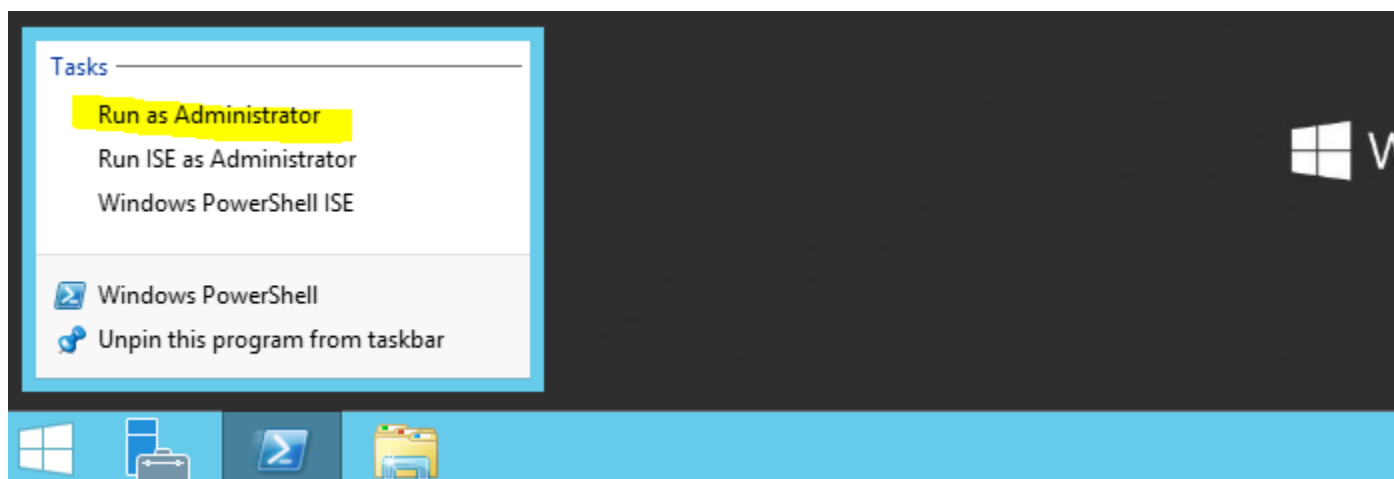 Tasks
Run as Administrator
Run ISE as Administrator
Windows PowerShell ISE
Windows PowerShell
Unpin this program from taskbar